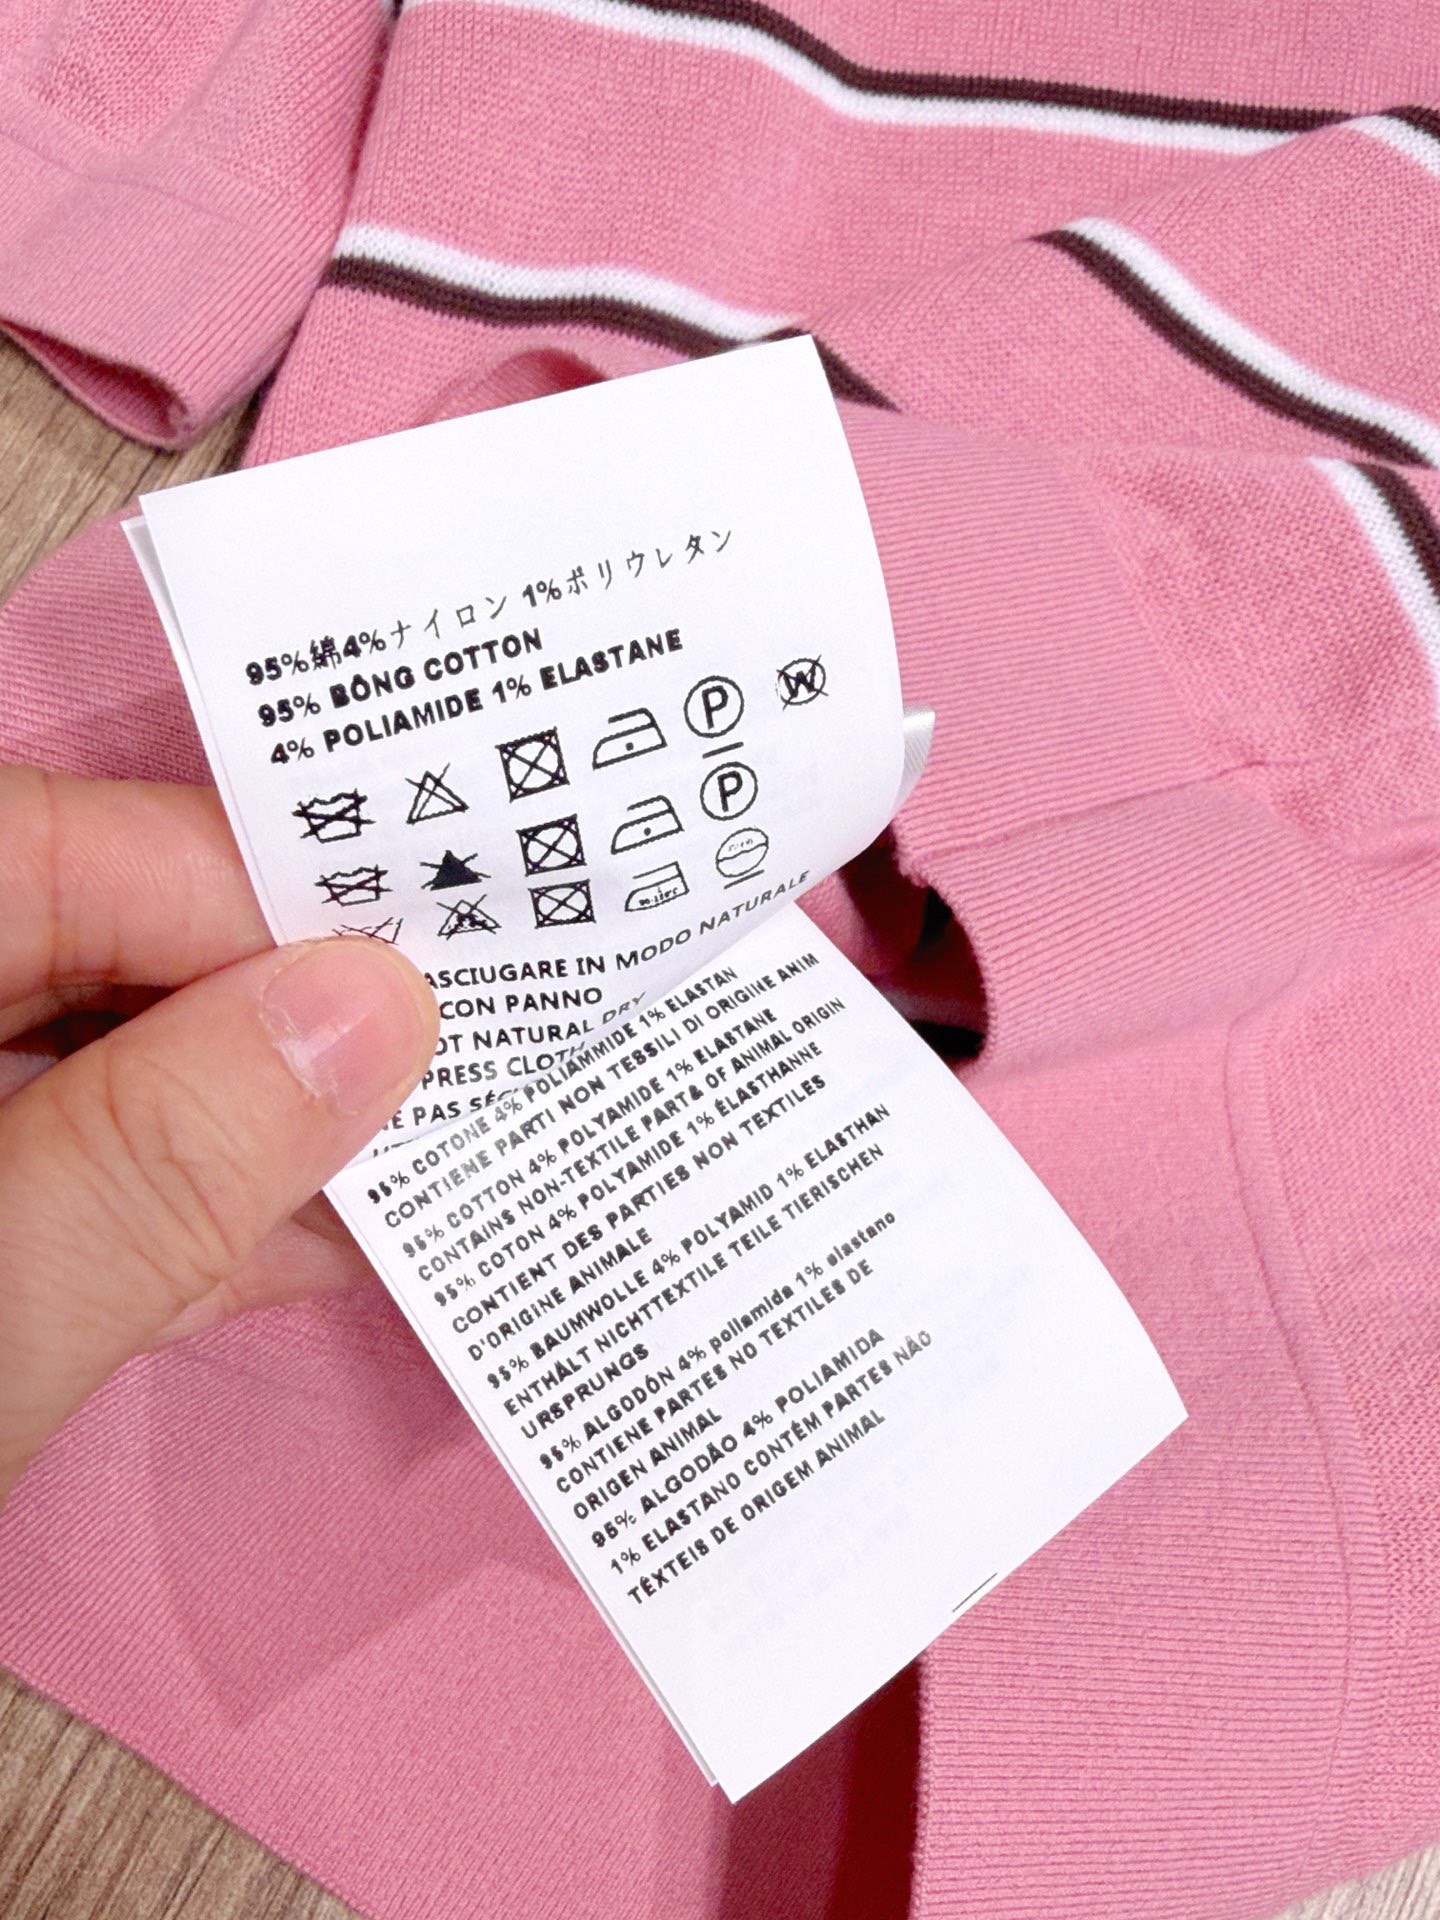 95%綿4%ナイロン 1%ポリウレタン
95% BÔNG COTTON
4% POLIAMIDE 1% ELASTANE
P W
P
ASCIUGARE IN MODO NATURALE
CON PANNO
OT NATURAL DRY
PRESS CLOTH
PAS
95% COTONE 4% POLIAMMIDE 1% ELASTAN
CONTIENE PARTI NON TESSILI DI ORIGINE ANIM
95% COTTON 4% POLYAMIDE 1% ELASTANE
CONTAINS NON-TEXTILE PART& OF ANIMAL ORIGIN
95% COTON 4% POLYAMIDE 1% ÉLASTHANNE
CONTIENT DES PARTIES NON TEXTILES
D'ORIGINE ANIMALE
95% BAUMWOLLE 4% POLYAMID 1% ELASTHAN
ENTHÄLT NICHTTEXTILE TEILE TIERISCHEN
URSPRUNGS
95% ALGODÓN 4% poliamida 1% elastano
CONTIENE PARTES NO TEXTILES DE
ORIGEN ANIMAL
95% ALGODÃO 4% POLIAMIDA
1% ELASTANO CONTÉM PARTES NÃO
TÊXTEIS DE ORIGEM ANIMAL